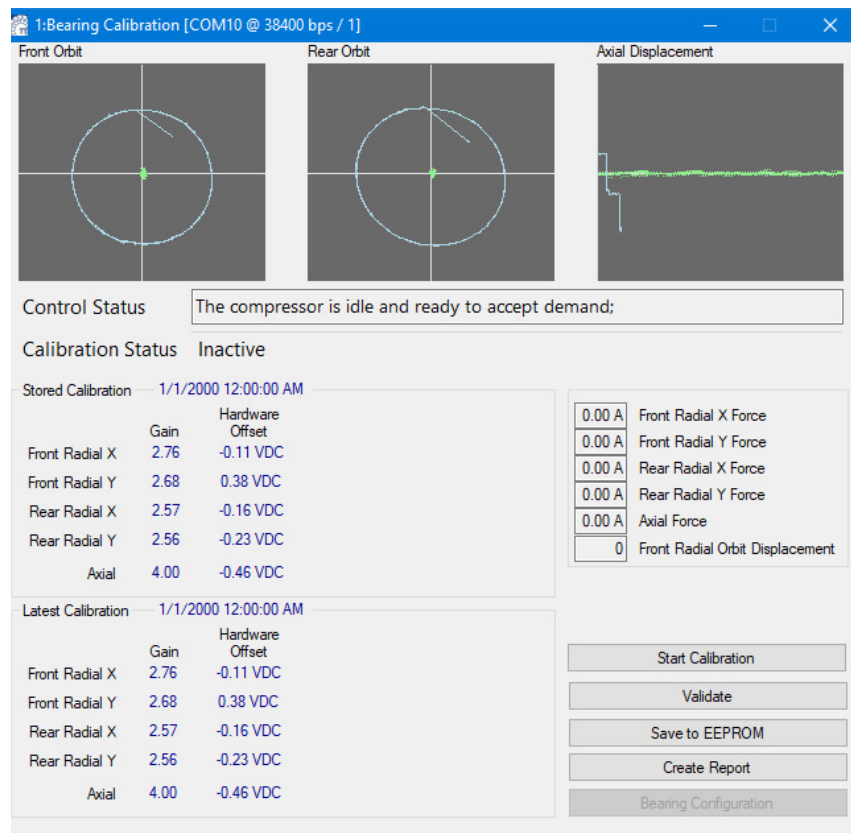 1:Bearing Calibration [COM10 @ 38400 bps / 1]
Front Orbit
Rear Orbit
Axial Displacement
Control Status The compressor is idle and ready to accept demand;
Calibration Status Inactive
Stored Calibration 1/1/2000 12:00:00 AM
Gain Hardware Offset
Front Radial X 2.76 -0.11 VDC
Front Radial Y 2.68 0.38 VDC
Rear Radial X 2.57 -0.16 VDC
Rear Radial Y 2.56 -0.23 VDC
Axial 4.00 -0.46 VDC
0.00 A Front Radial X Force
0.00 A Front Radial Y Force
0.00 A Rear Radial X Force
0.00 A Rear Radial Y Force
0.00 A Axial Force
0 Front Radial Orbit Displacement
Latest Calibration 1/1/2000 12:00:00 AM
Gain Hardware Offset
Front Radial X 2.76 -0.11 VDC
Front Radial Y 2.68 0.38 VDC
Rear Radial X 2.57 -0.16 VDC
Rear Radial Y 2.56 -0.23 VDC
Axial 4.00 -0.46 VDC
Start Calibration
Validate
Save to EEPROM
Create Report
Bearing Configuration